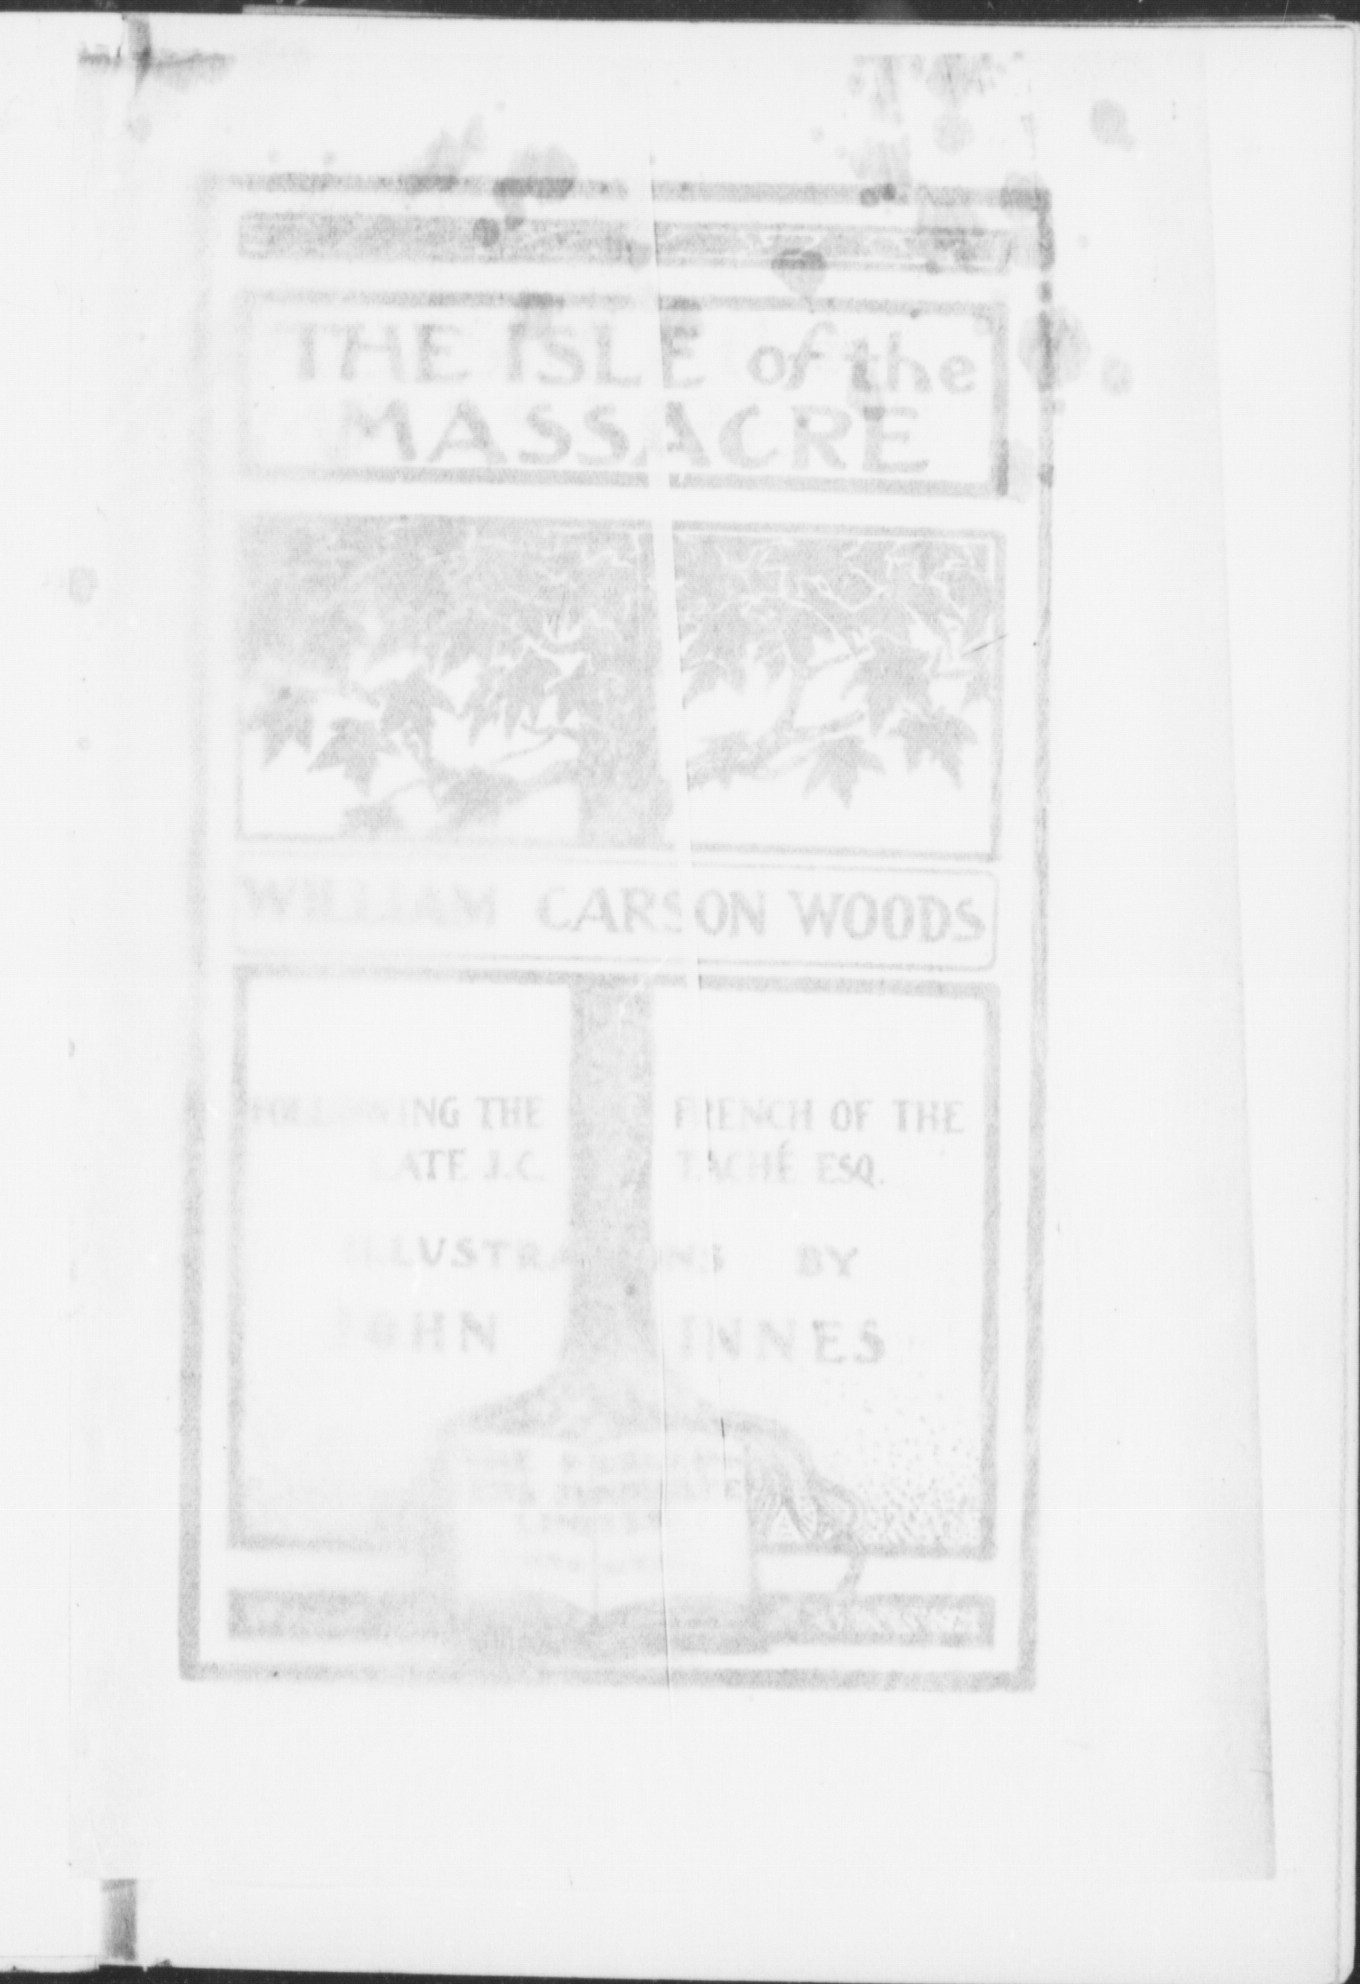 THE ISLE of the
MASSACRE
WILLIAM CARSON WOODS
FOLLOWING THE FRENCH OF THE
LATE J.C. TACHÉ ESQ.
ILLUSTRATIONS BY
JOHN INNES